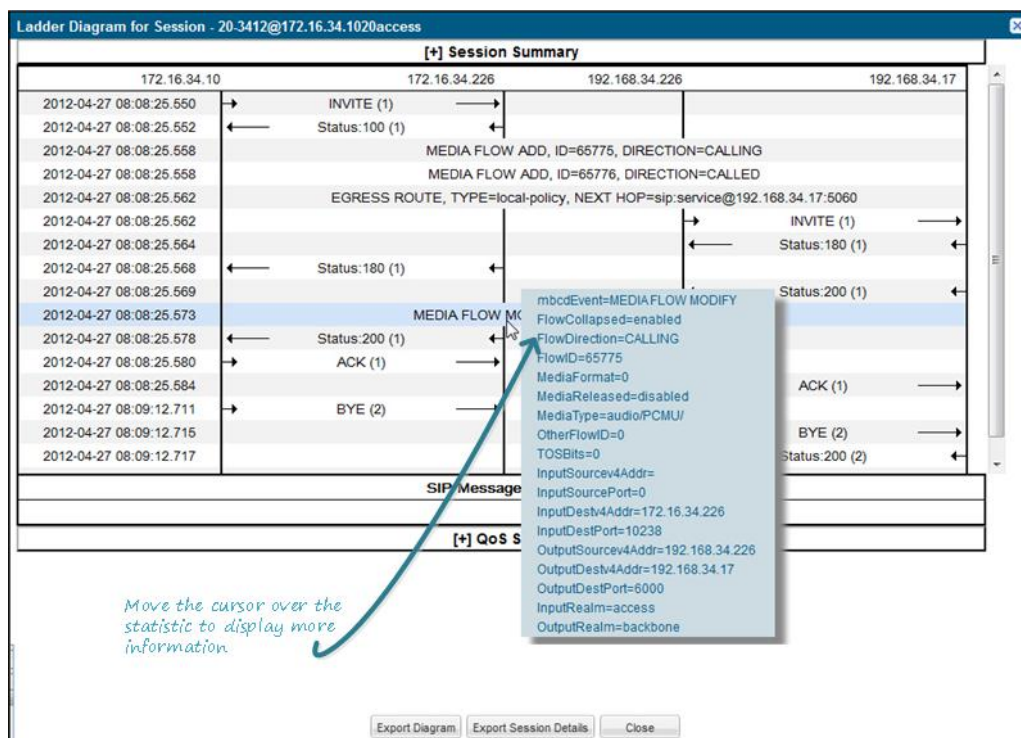 Ladder Diagram for Session - 20-3412@172.16.34.1020access
[+] Session Summary
172.16.34.10 172.16.34.226 192.168.34.226 192.168.34.17
2012-04-27 08:08:25.550 INVITE (1)
2012-04-27 08:08:25.552 Status:100 (1)
2012-04-27 08:08:25.558 MEDIA FLOW ADD, ID=65775, DIRECTION=CALLING
2012-04-27 08:08:25.558 MEDIA FLOW ADD, ID=65776, DIRECTION=CALLED
2012-04-27 08:08:25.562 EGRESS ROUTE, TYPE=local-policy, NEXT HOP=sip:service@192.168.34.17:5060
2012-04-27 08:08:25.562 INVITE (1)
2012-04-27 08:08:25.564 Status:180 (1)
2012-04-27 08:08:25.568 Status:180 (1)
2012-04-27 08:08:25.569 Status:200 (1)
2012-04-27 08:08:25.573 MEDIA FLOW
2012-04-27 08:08:25.578 Status:200 (1)
2012-04-27 08:08:25.580 ACK (1)
2012-04-27 08:08:25.584 ACK (1)
2012-04-27 08:09:12.711 BYE (2)
2012-04-27 08:09:12.715 BYE (2)
2012-04-27 08:09:12.717 Status:200 (2)
SIP Message
[+] QoS S
mbcdEvent=MEDIA FLOW MODIFY
FlowCollapsed=enabled
FlowDirection=CALLING
FlowID=65775
MediaFormat=0
MediaReleased=disabled
MediaType=audio/PCMU/
OtherFlowID=0
TOSBits=0
InputSourcev4Addr=
InputSourcePort=0
InputDestv4Addr=172.16.34.226
InputDestPort=10238
OutputSourcev4Addr=192.168.34.226
OutputDestv4Addr=192.168.34.17
OutputDestPort=6000
InputRealm=access
OutputRealm=backbone
Move the cursor over the
statistic to display more
information
Export Diagram Export Session Details Close